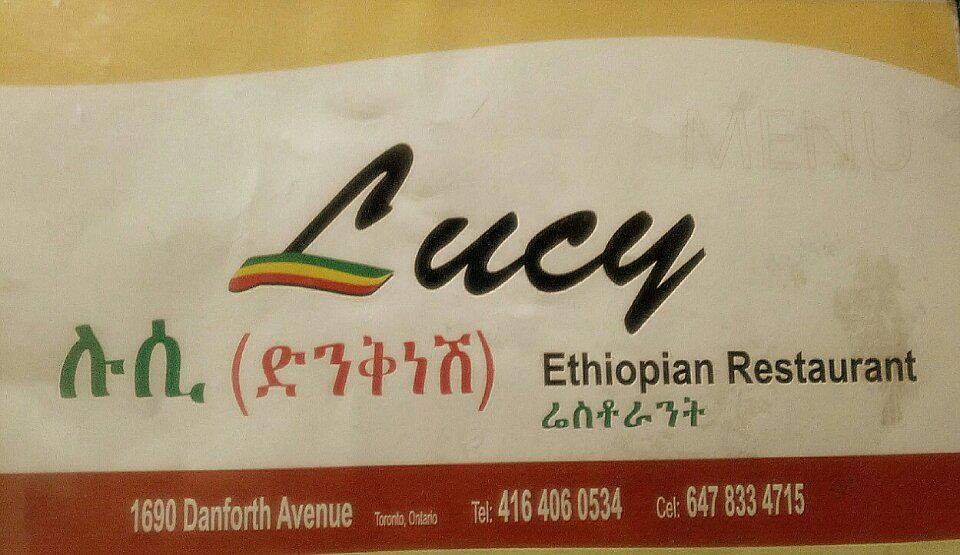 MENU
Lucy
ሉሲ (ድንቅነሽ)
Ethiopian Restaurant
ሬስቶራንት
1690 Danforth Avenue Toronto, Ontario Tel: 416 406 0534 Cel: 647 833 4715